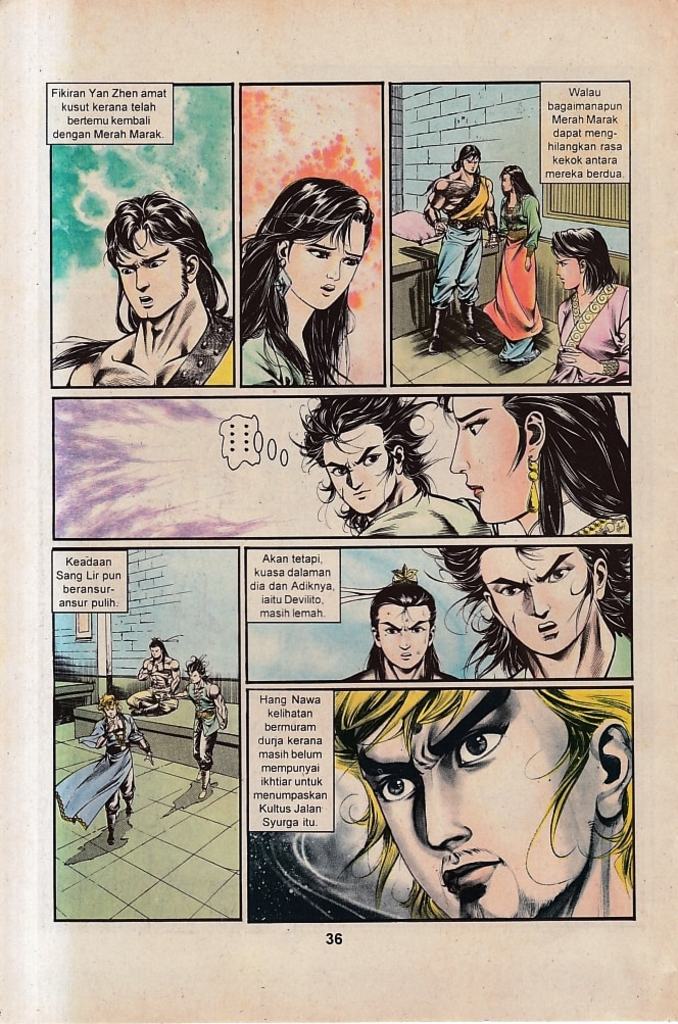 Fikiran Yan Zhen amat
kusut kerana telah
bertemu kembali
dengan Merah Marak.
Walau
bagaimanapun
Merah Marak
dapat meng-
hilangkan rasa
kekok antara
mereka berdua.
Keadaan
Sang Lir pun
beransur-
ansur pulih.
Akan tetapi,
kuasa dalaman
dia dan Adiknya,
iaitu Devilito,
masih lemah.
Hang Nawa
kelihatan
bermuram
durja kerana
masih belum
mempunyai
ikhtiar untuk
menumpaskan
Kultus Jalan
Syurga itu.
36